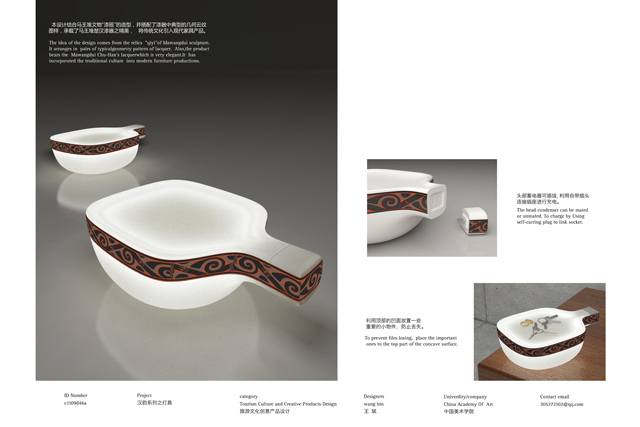 本设计结合马王堆文物“漆匜”的造型，并搭配了漆器中典型的几何云纹
图样，承载了马王堆楚汉漆器之精美，  将传统文化引入现代家具产品。
The idea of the design comes from the relics "qiyi"of Mawangdui sculpture.
It arranges in  pairs of typicalgeometry pattern of lacquer.  Also,the product
bears the  Mawangdui Chu-Han's lacquerwhich is very elegant.It  has
incorporated the traditional culture  into modern furniture productions.
头部蓄电器可插拔, 利用自带插头
连接插座进行充电。
The head condenser can be mated
or unmated. To charge by Using
self-carring plug to link socket.
利用顶部的凹面放置一些
重要的小物件,  防止丢失。
To prevent files losing,  place the important
ones to the top part of the concave surface.
ID Number
c1109d46a
Project
汉韵系列之灯具
category
Tourism Culture and Creative Products Design
旅游文化创意产品设计
Designers
wang bin
王 斌
Univerdity/company
China Academy Of  Art
中国美术学院
Contact email
305372302@qq.com